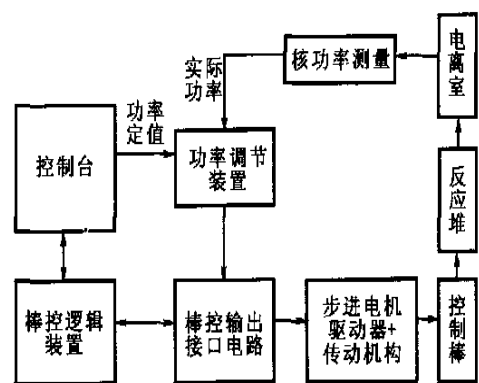 核功率测量
电
离
室
实际
功率
功率
定值
控制台
功率调节
装置
反
应
堆
棒控逻辑
装置
棒控输出
接口电路
步进电机
驱动器+
传动机构
控
制
棒